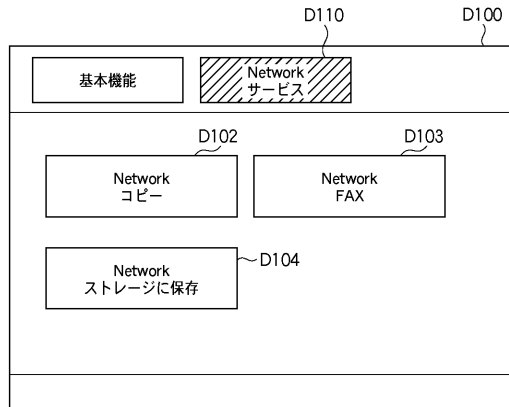 D110
D100
基本機能
Network
サービス
D102
D103
Network
コピー
Network
FAX
D104
Network
ストレージに保存